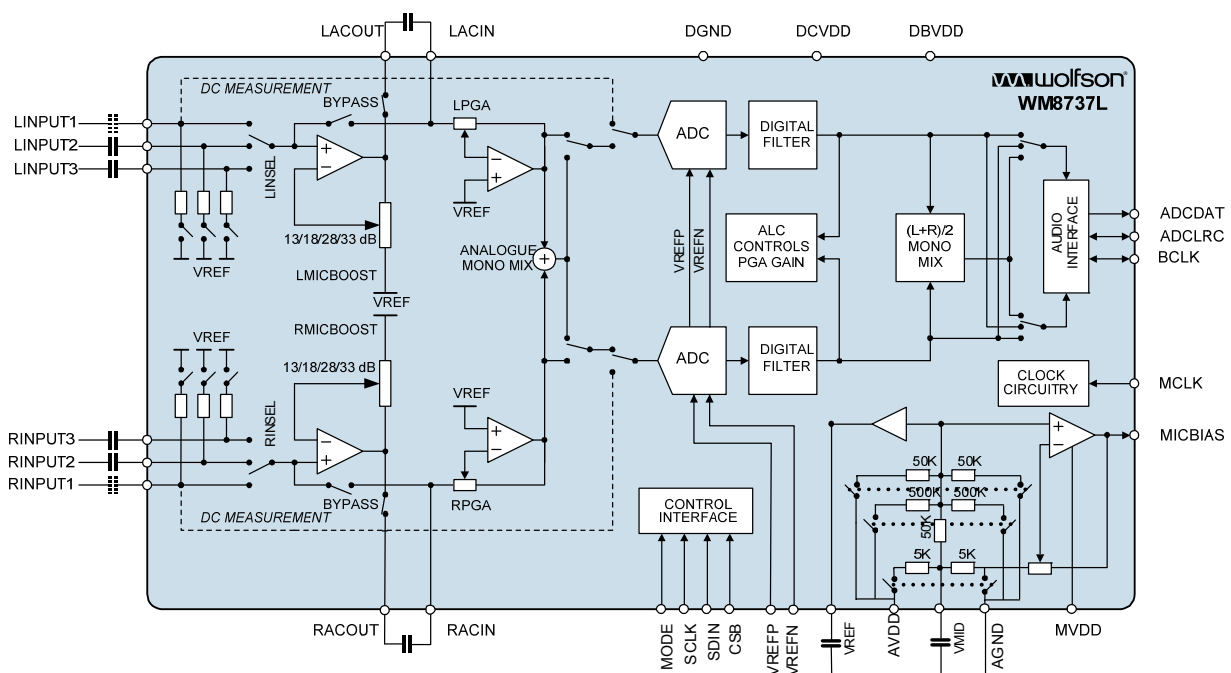 LACOUT
LACIN
DGND
DCVDD
DBVDD
DC MEASUREMENT
wolfson®
WM8737L
BYPASS
LPGA
LINPUT1
LINPUT2
LINPUT3
LINSEL
ADC
DIGITAL
FILTER
VREF
VREF
13/18/28/33 dB
ANALOGUE
MONO MIX
LMICBOOST
VREF
RMICBOOST
VREFP
VREFN
ALC
CONTROLS
PGA GAIN
(L+R)/2
MONO
MIX
AUDIO
INTERFACE
ADCDAT
ADCLRC
BCLK
VREF
13/18/28/33 dB
VREF
ADC
DIGITAL
FILTER
CLOCK
CIRCUITRY
MCLK
RINPUT3
RINPUT2
RINPUT1
RINSEL
BYPASS
RPGA
DC MEASUREMENT
MICBIAS
50K
50K
500K
500K
50K
5K
5K
CONTROL
INTERFACE
RACOUT
RACIN
MODE
SCLK
SDIN
CSB
VREFP
VREFN
VREF
AVDD
VMID
AGND
MVDD